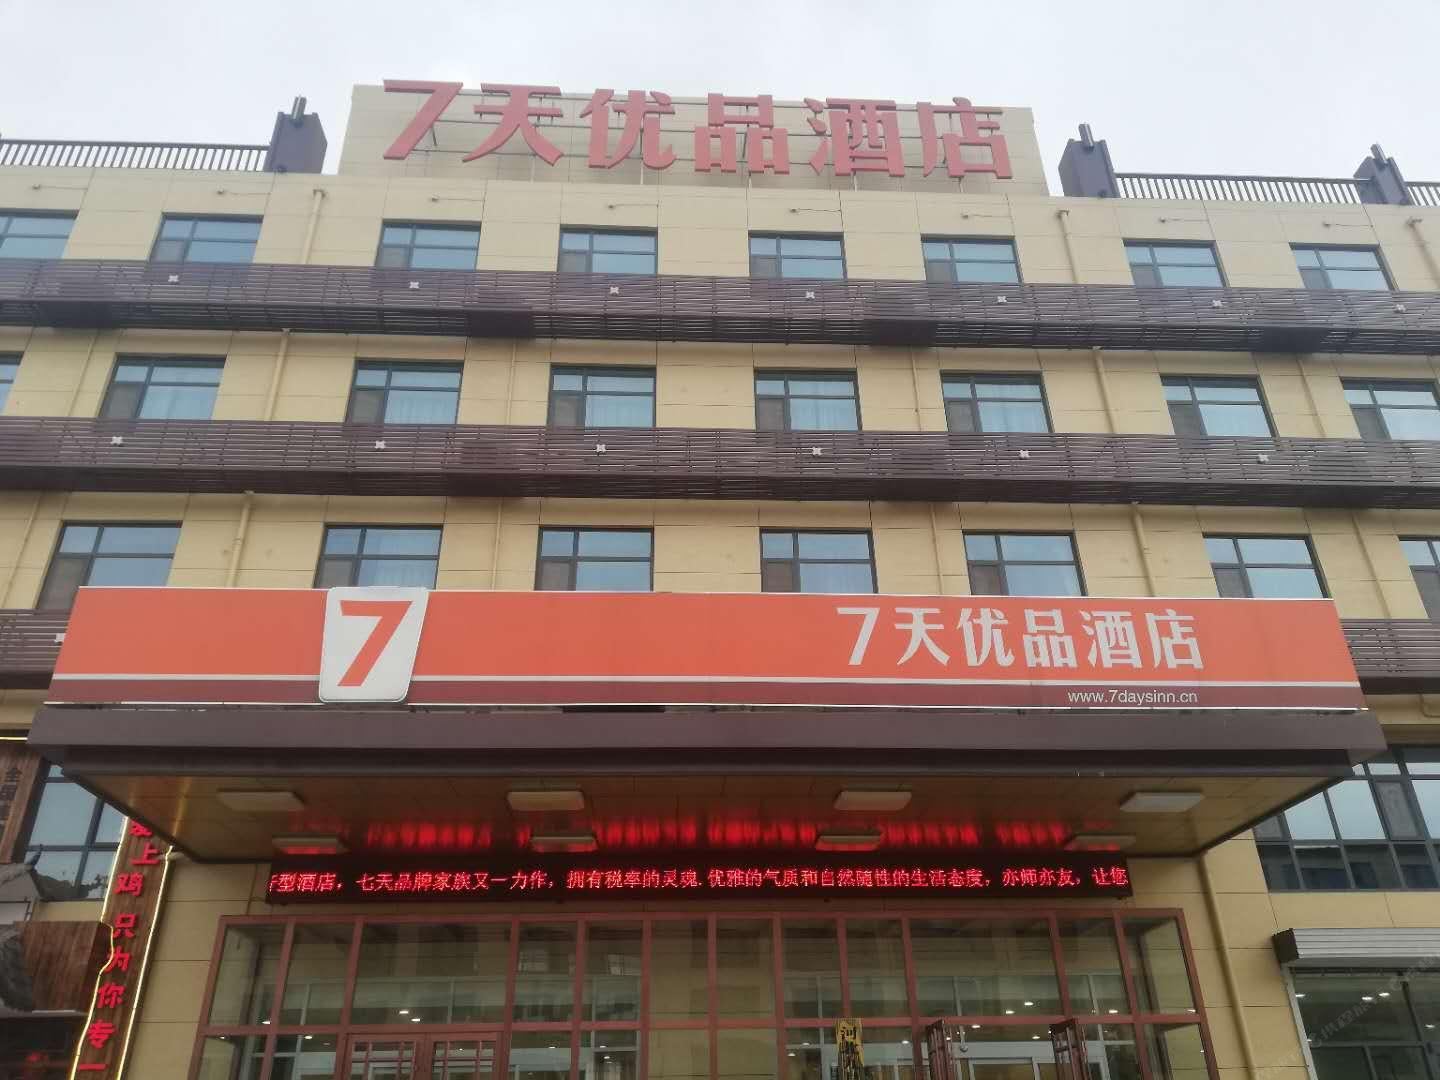 7天优品酒店
7
7天优品酒店
www.7daysinn.cn
型酒店，七天品牌家族又一力作，拥有税率的灵魂.优雅的气质和自然随性的生活态度，亦师亦友，让您
爱上鸡 只为你专一